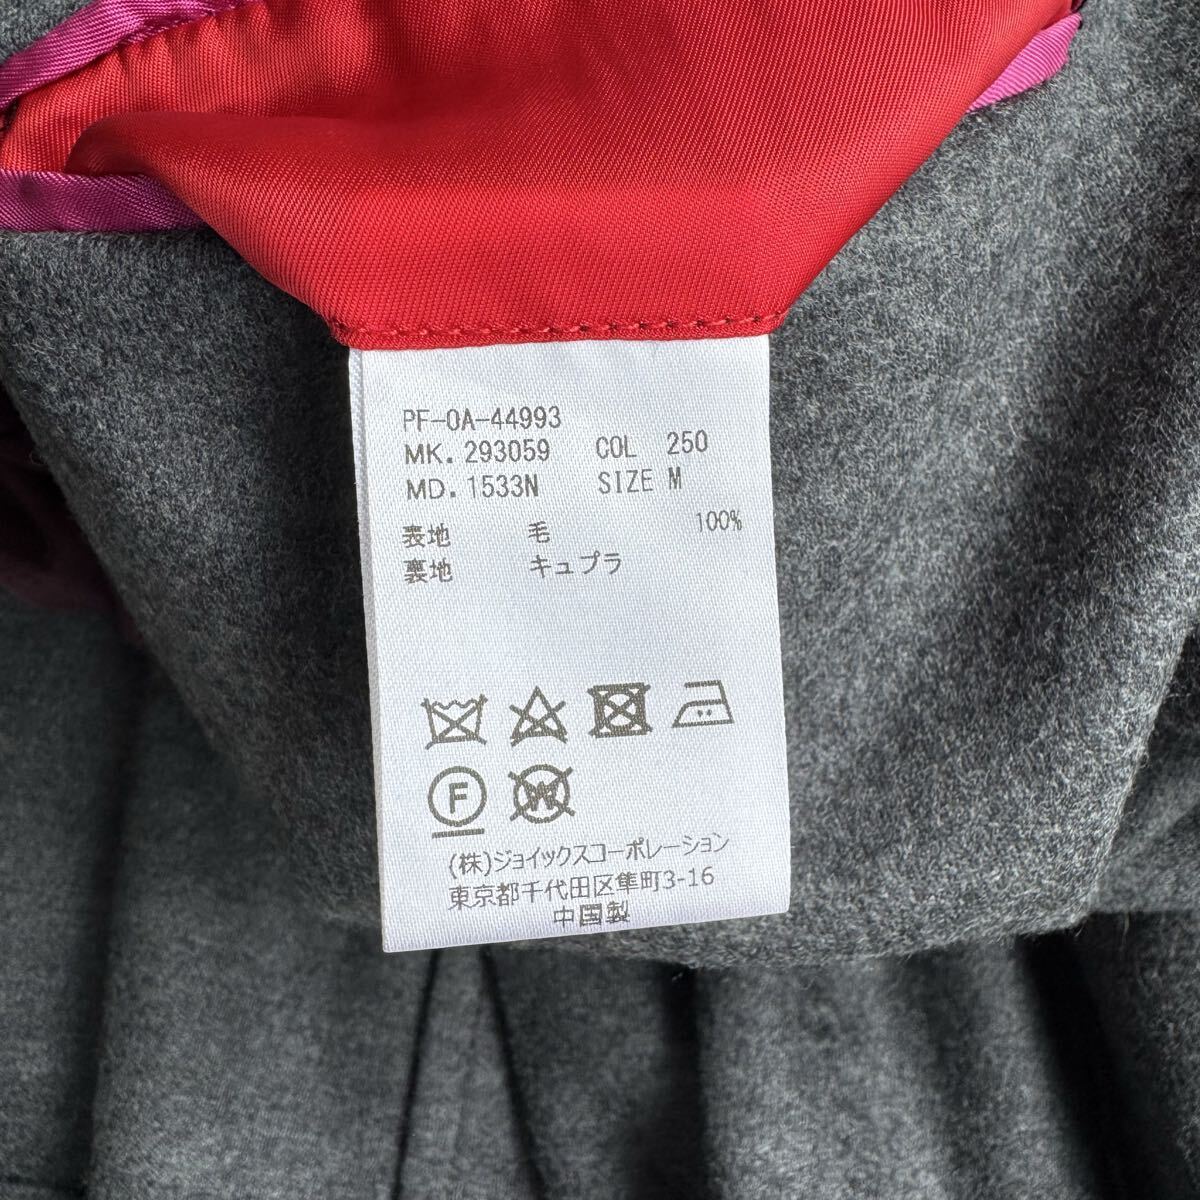 PF-OA-44993
MK. 293059 COL 250
MD. 1533N SIZE M
表地 毛 100%
裏地 キュプラ
F W
(株)ジョイックスコーポレーション
東京都千代田区隼町3-16
中国製